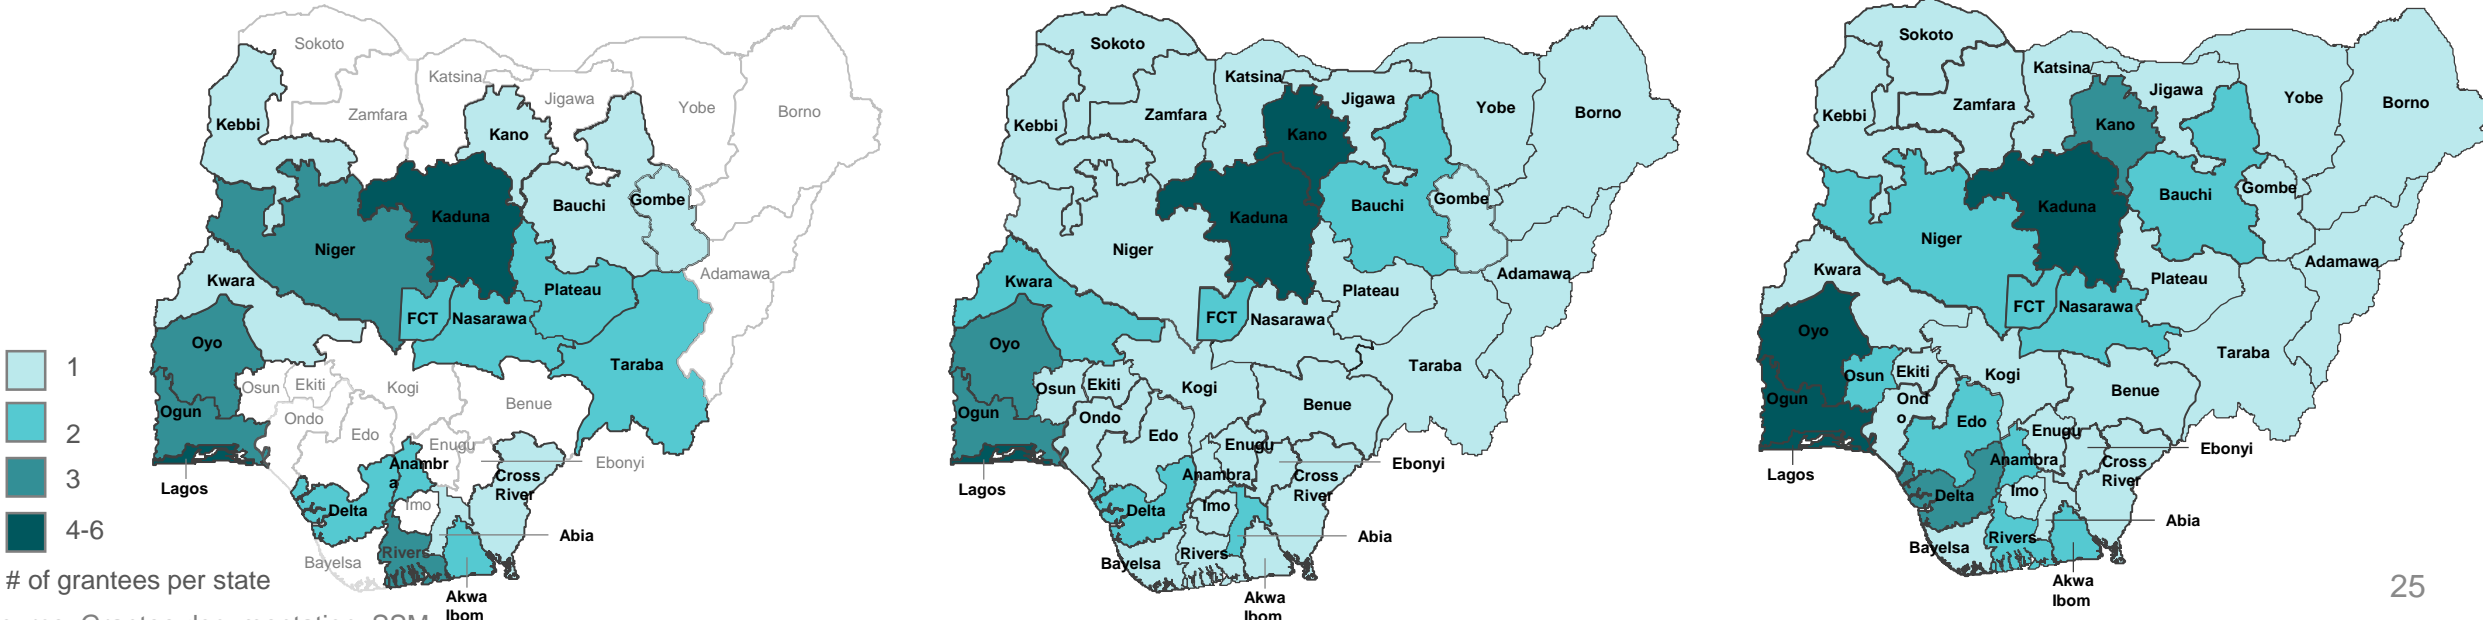 Sokoto
Katsina
Jigawa
Yobe
Borno
Zamfara
Kebbi
Kano
Bauchi
Gombe
Kaduna
Niger
Adamawa
Kwara
Plateau
FCT
Nasarawa
Oyo
Taraba
Osun
Ekiti
Kogi
Benue
Ogun
Ondo
Edo
Enugu
Anambr
a
Ebonyi
Cross
River
Lagos
Imo
Delta
Abia
Rivers
Bayelsa
Akwa
Ibom
1
2
3
4-6
# of grantees per state
Sokoto
Katsina
Jigawa
Yobe
Borno
Zamfara
Kebbi
Kano
Bauchi
Gombe
Kaduna
Niger
Adamawa
Kwara
Plateau
FCT
Nasarawa
Oyo
Taraba
Osun
Ekiti
Kogi
Benue
Ogun
Ondo
Edo
Enugu
Ebonyi
Anambra
Cross
River
Lagos
Imo
Delta
Abia
Rivers
Bayelsa
Akwa
Ibom
Sokoto
Katsina
Jigawa
Yobe
Borno
Zamfara
Kebbi
Kano
Bauchi
Gombe
Kaduna
Niger
Adamawa
Kwara
Plateau
FCT
Nasarawa
Oyo
Taraba
Osun
Ekiti
Kogi
Benue
Ogun
Ond
o
Edo
Enugu
Ebonyi
Anambra
Cross
River
Lagos
Imo
Delta
Abia
Rivers
Bayelsa
Akwa
Ibom
25